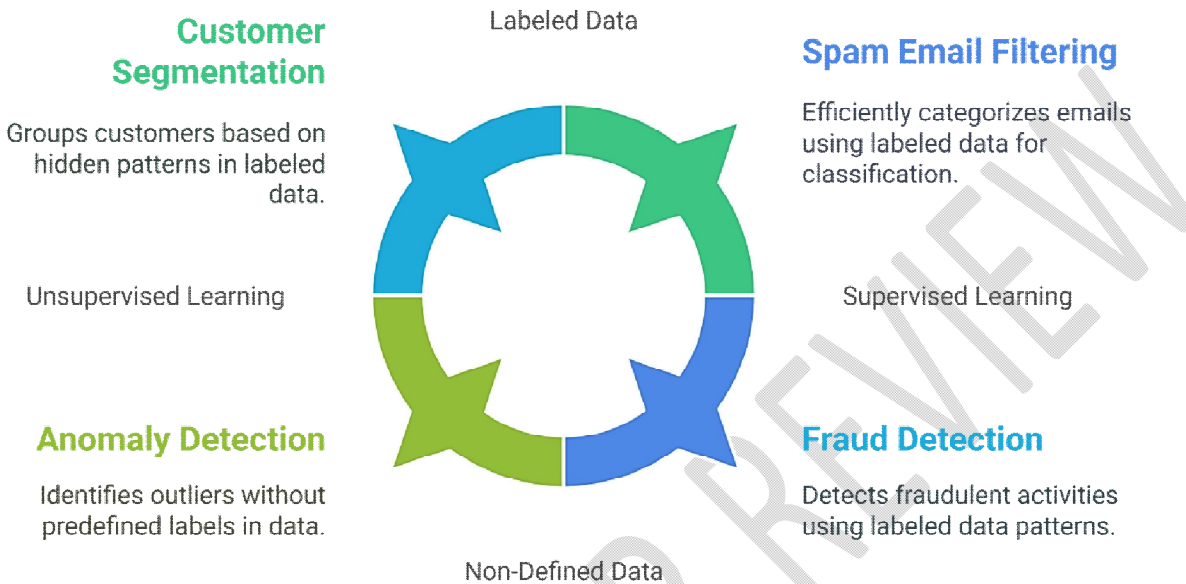 Labeled Data
Customer
Segmentation
Groups customers based on
hidden patterns in labeled
data.
Spam Email Filtering
Efficiently categorizes emails
using labeled data for
classification.
Unsupervised Learning
Supervised Learning
Anomaly Detection
Identifies outliers without
predefined labels in data.
Fraud Detection
Detects fraudulent activities
using labeled data patterns.
Non-Defined Data
REVIEW